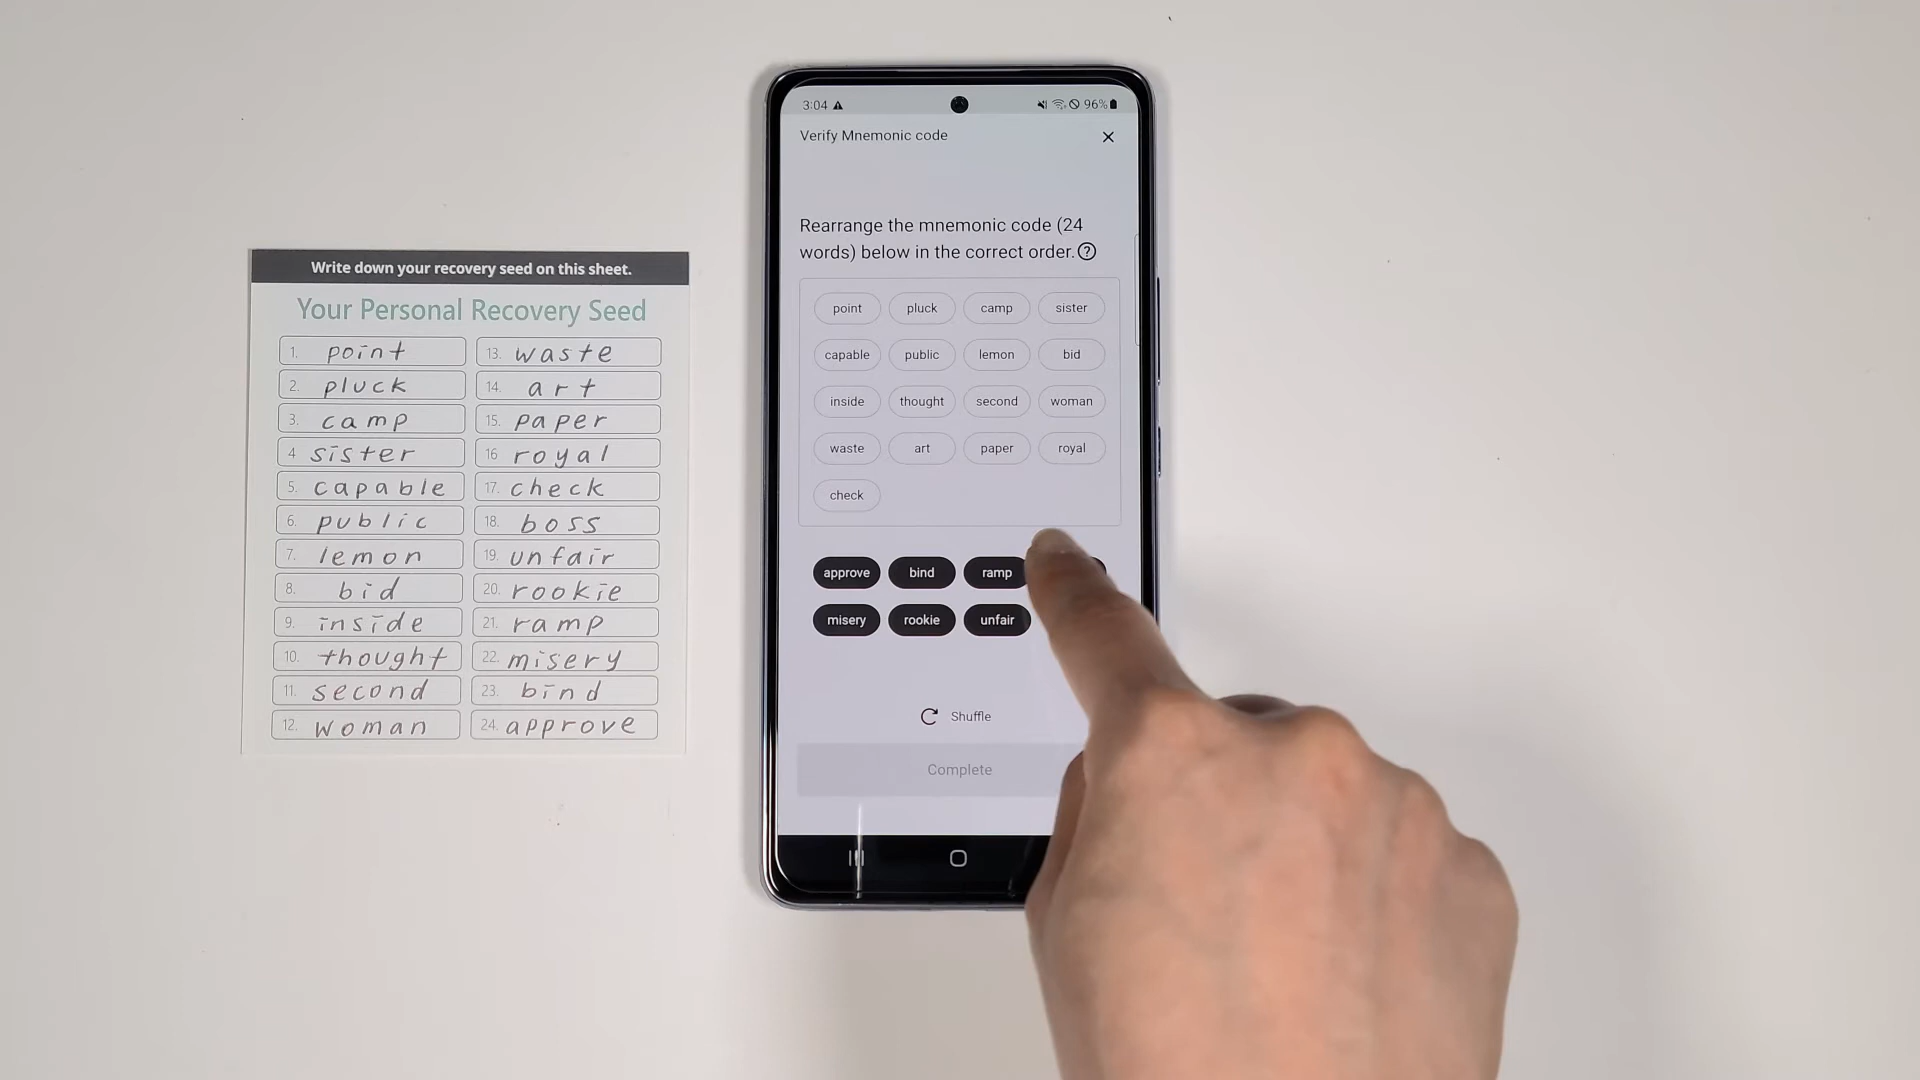 Write down your recovery seed on this sheet.
Your Personal Recovery Seed
1. point
2. pluck
3. camp
4 sister
5. capable
6. public
7. lemon
8. bid
9. inside
10. thought
11. second
12. woman
13. waste
14. art
15. paper
16 royal
17. check
18. boss
19. unfair
20. rookie
21. ramp
22. misery
23. bind
24. approve
3:04 96%
Verify Mnemonic code
Rearrange the mnemonic code (24
words) below in the correct order.
point pluck camp sister
capable public lemon bid
inside thought second woman
waste art paper royal
check
approve bind ramp
misery rookie unfair
Shuffle
Complete